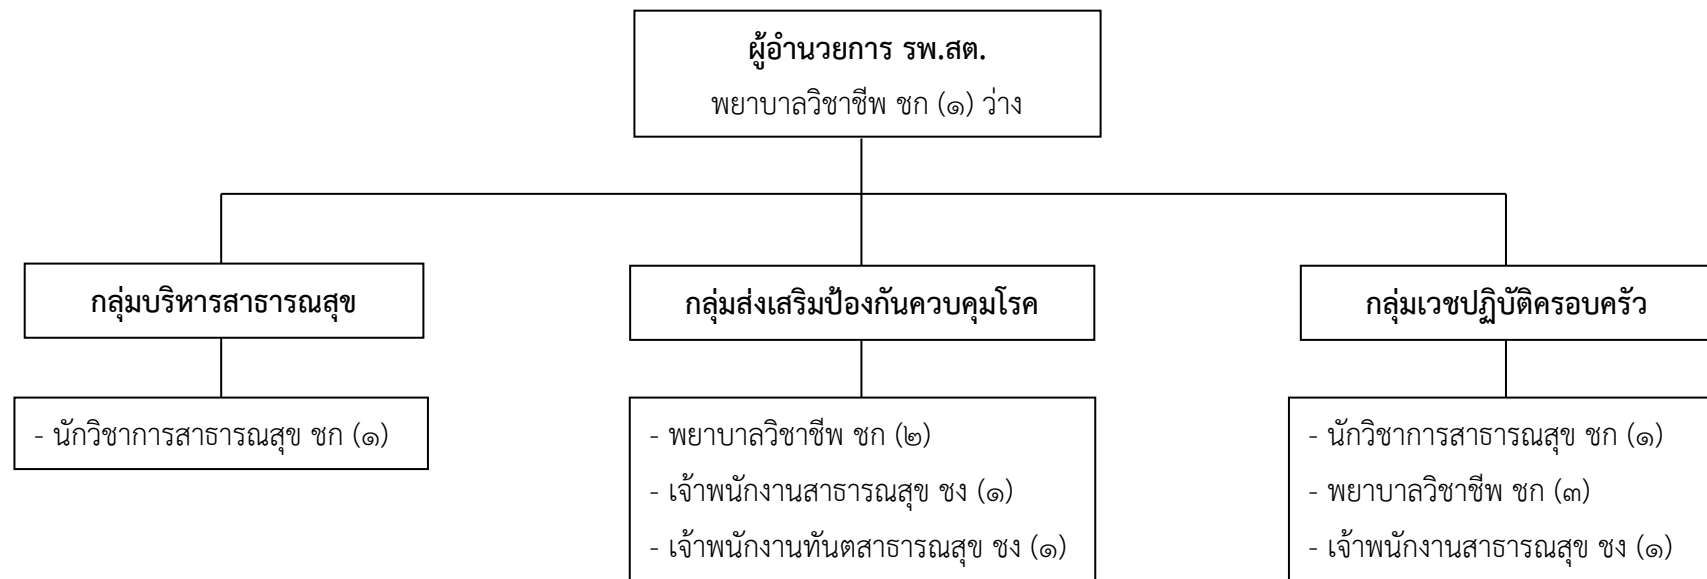 ผู้อำนวยการ รพ.สต.
พยาบาลวิชาชีพ ชก (๑) ว่าง
กลุ่มบริหารสาธารณสุข
- นักวิชาการสาธารณสุข ชก (๑)
กลุ่มส่งเสริมป้องกันควบคุมโรค
- พยาบาลวิชาชีพ ชก (๒)
- เจ้าพนักงานสาธารณสุข ชง (๑)
- เจ้าพนักงานทันตสาธารณสุข ชง (๑)
กลุ่มเวชปฏิบัติครอบครัว
- นักวิชาการสาธารณสุข ชก (๑)
- พยาบาลวิชาชีพ ชก (๓)
- เจ้าพนักงานสาธารณสุข ชง (๑)